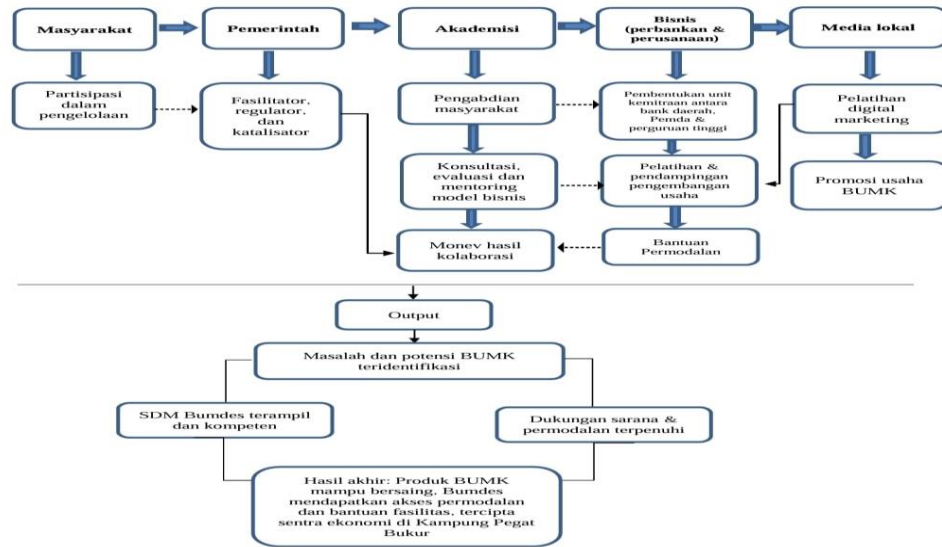 Masyarakat
Pemerintah
Akademisi
Bisnis
(perbankan &
perusanaan)
Media lokal
Partisipasi
dalam
pengelolaan
Fasilitator,
regulator,
dan
katalisator
Pengabdian
masyarakat
Pembentukan unit
kemitraan antara
bank daerah,
Pemda &
perguruan tinggi
Pelatihan
digital
marketing
Konsultasi,
evaluasi dan
mentoring
model bisnis
Pelatihan &
pendampingan
pengembangan
usaha
Promosi usaha
BUMK
Monev hasil
kolaborasi
Bantuan
Permodalan
Output
Masalah dan potensi BUMK
teridentifikasi
SDM Bumdes terampil
dan kompeten
Dukungan sarana &
permodalan terpenuhi
Hasil akhir: Produk BUMK
mampu bersaing, Bumdes
mendapatkan akses permodalan
dan bantuan fasilitas, tercipta
sentra ekonomi di Kampung Pegat
Bukur